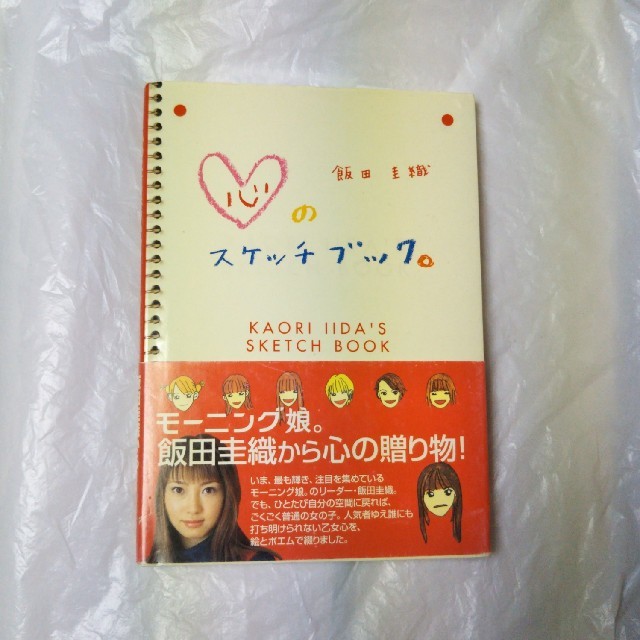 心の
飯田 圭織
スケッチブック。
KAORI IIDA'S
SKETCH BOOK
モーニング娘。
飯田圭織から心の贈り物!
いま、最も輝き、注目を集めている
モーニング娘。のリーダー・飯田圭織。
でも、ひとたび自分の空間に戻れば、
ごくごく普通の女の子。人気者ゆえ誰にも
打ち明けられない乙女心を、
絵とポエムで綴りました。